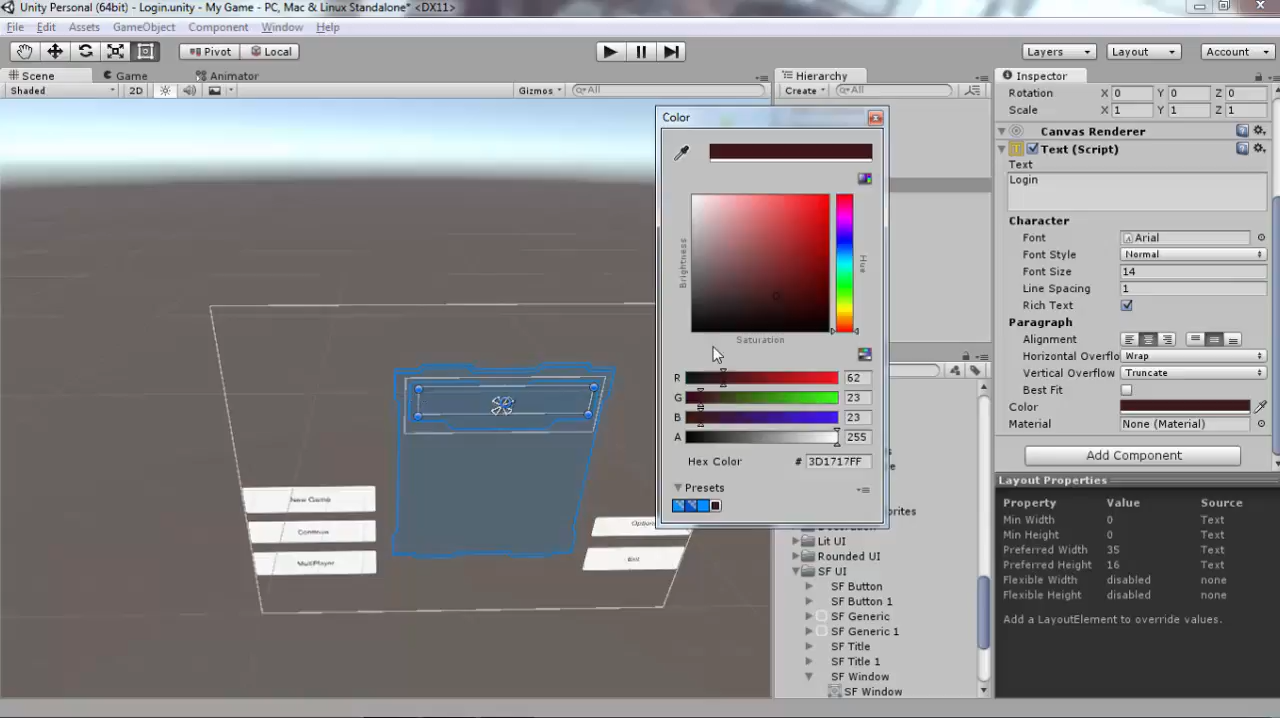 Unity Personal (64bit) - Login.unity - My Game - PC, Mac & Linux Standalone* <DX11>
File Edit Assets GameObject Component Window Help
Pivot Local Layers Layout Account
Scene Game Animator Hierarchy Inspector
Shaded 2D Gizmos All Create All
Rotation X 0 Y 0 Z 0
Scale X 1 Y 1 Z 1
Canvas Renderer
Text (Script)
Text
Login
Character
Font Arial
Font Style Normal
Font Size 14
Line Spacing 1
Rich Text
Paragraph
Alignment
Horizontal Overflo Wrap
Vertical Overflow Truncate
Best Fit
Color
Material None (Material)
Add Component
Layout Properties
Property Value Source
Min Width 0 Text
Min Height 0 Text
Preferred Width 35 Text
Preferred Height 16 Text
Flexible Width disabled none
Flexible Height disabled none
Add a LayoutElement to override values.
Color
Brightness
Hue
Saturation
R 62
G 23
B 23
A 255
Hex Color # 3D1717FF
Presets
New Game
Continue
MultiPlayer
Exit
Lit UI
Rounded UI
SF UI
SF Button
SF Button 1
SF Generic
SF Generic 1
SF Title
SF Title 1
SF Window
SF Window